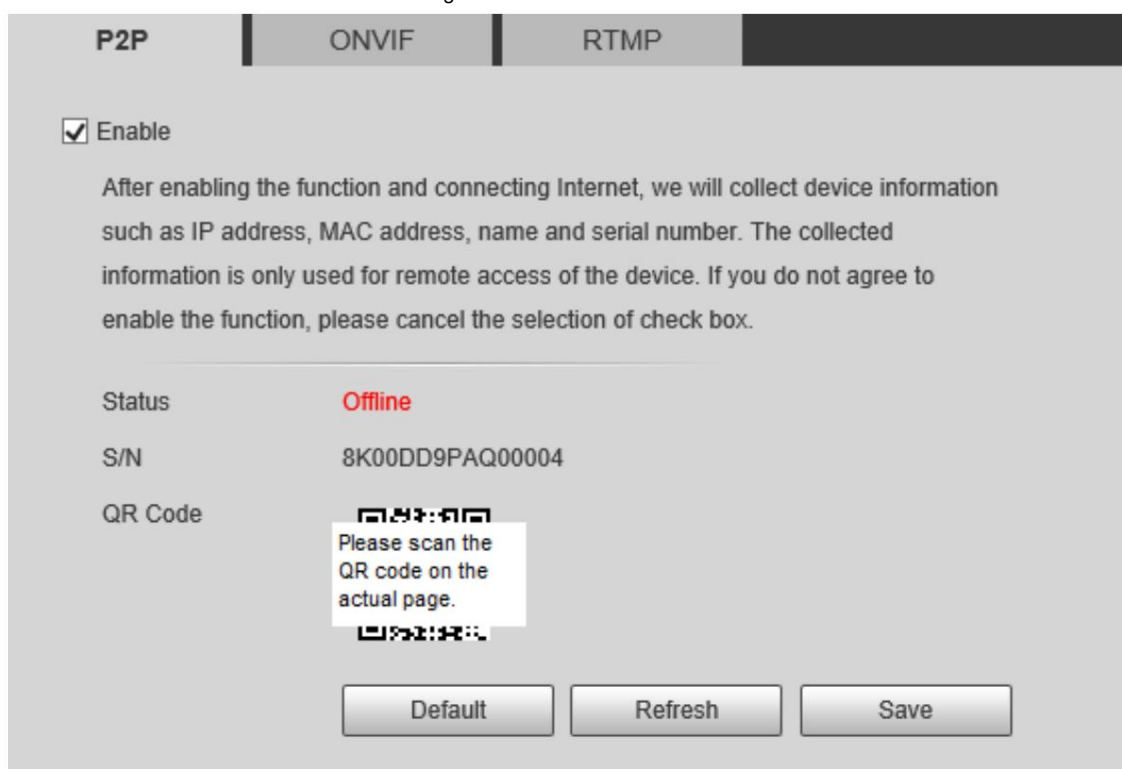 P2P ONVIF RTMP
Enable
After enabling the function and connecting Internet, we will collect device information
such as IP address, MAC address, name and serial number. The collected
information is only used for remote access of the device. If you do not agree to
enable the function, please cancel the selection of check box.
Status Offline
S/N 8K00DD9PAQ00004
QR Code
Please scan the
QR code on the
actual page.
Default Refresh Save